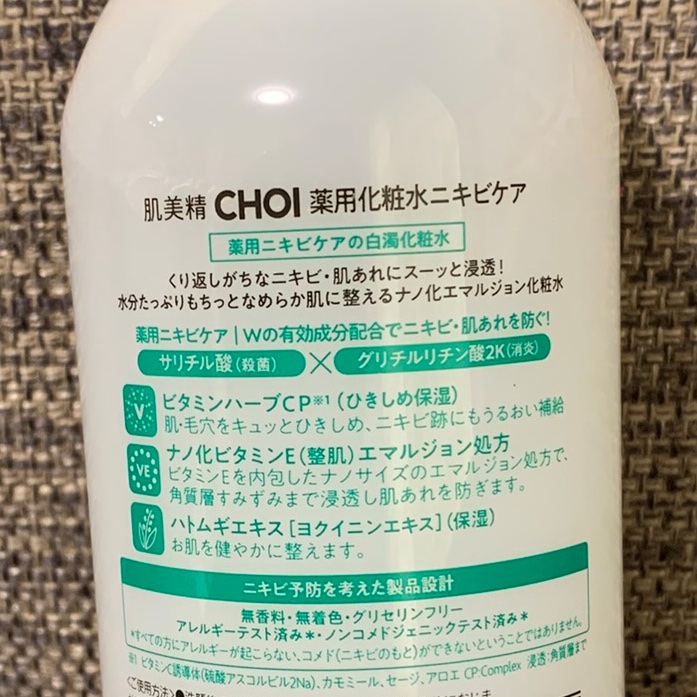 肌美精 CHOI 薬用化粧水ニキビケア
薬用ニキビケアの白濁化粧水
くり返しがちなニキビ・肌あれにスーッと浸透！
水分たっぷりもちっとなめらか肌に整えるナノ化エマルジョン化粧水
薬用ニキビケア | Wの有効成分配合でニキビ・肌あれを防ぐ!
サリチル酸(殺菌) × グリチルリチン酸2K(消炎)
V ビタミンハーブCP※1(ひきしめ保湿)
肌・毛穴をキュッとひきしめ、ニキビ跡にもうるおい補給
VE ナノ化ビタミンE(整肌)エマルジョン処方
ビタミンEを内包したナノサイズのエマルジョン処方で、
角質層すみずみまで浸透し肌あれを防ぎます。
ハトムギエキス[ヨクイニンエキス](保湿)
お肌を健やかに整えます。
ニキビ予防を考えた製品設計
無香料・無着色・グリセリンフリー
アレルギーテスト済み*・ノンコメドジェニックテスト済み*
*すべての方にアレルギーが起こらない、コメド(ニキビのもと)ができないということではありません。
※1 ビタミンC誘導体(硫酸アスコルビル2Na)、カモミール、セージ、アロエ CP:Complex 浸透:角質層まで
<ご使用方法>